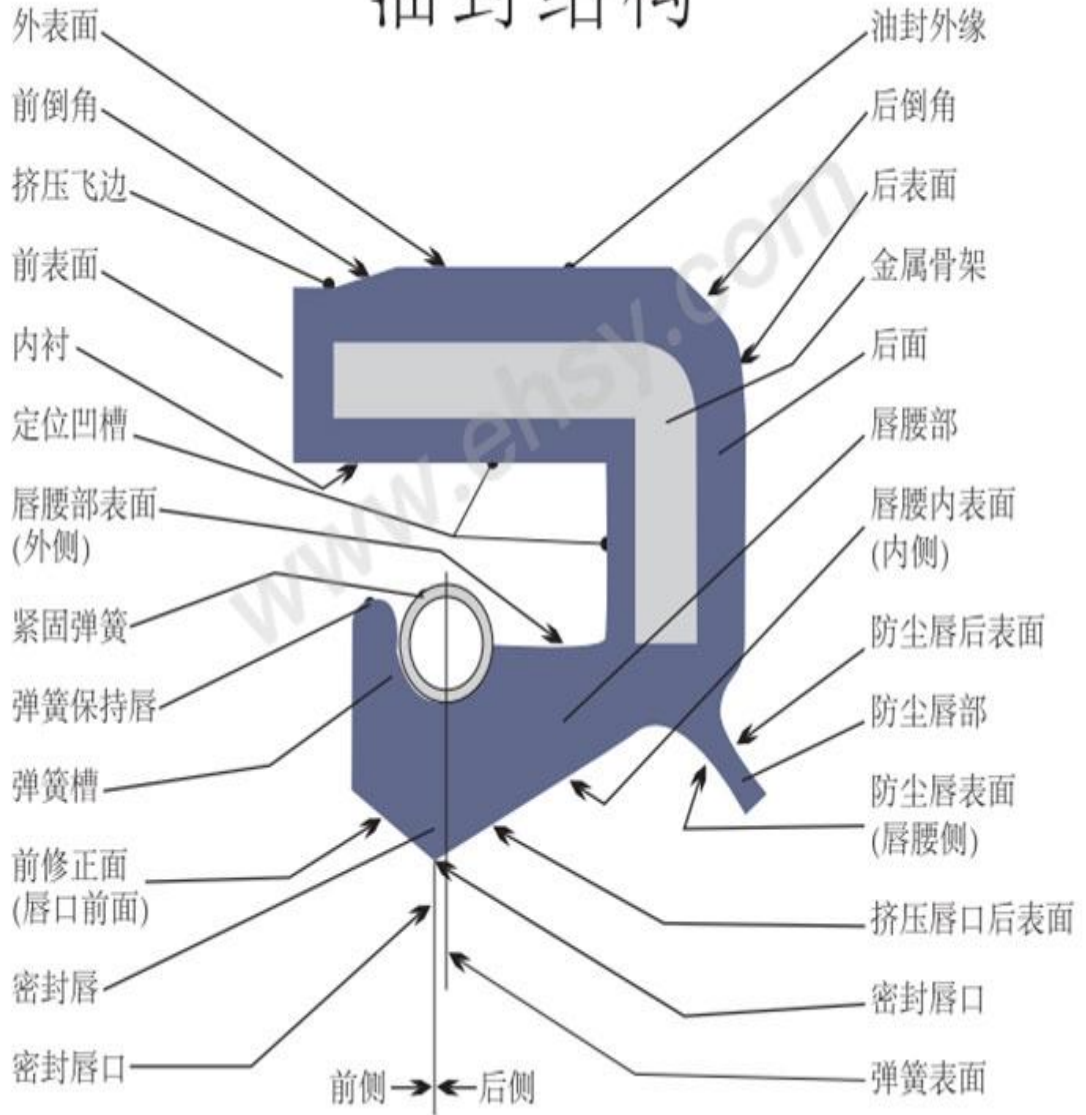 油封结构
外表面
前倒角
挤压飞边
前表面
内衬
定位凹槽
唇腰部表面
(外侧)
紧固弹簧
弹簧保持唇
弹簧槽
前修正面
(唇口前面)
密封唇
密封唇口
油封外缘
后倒角
后表面
金属骨架
后面
唇腰部
唇腰内表面
(内侧)
防尘唇后表面
防尘唇部
防尘唇表面
(唇腰侧)
挤压唇口后表面
密封唇口
弹簧表面
前侧
后侧
www.ehsy.com